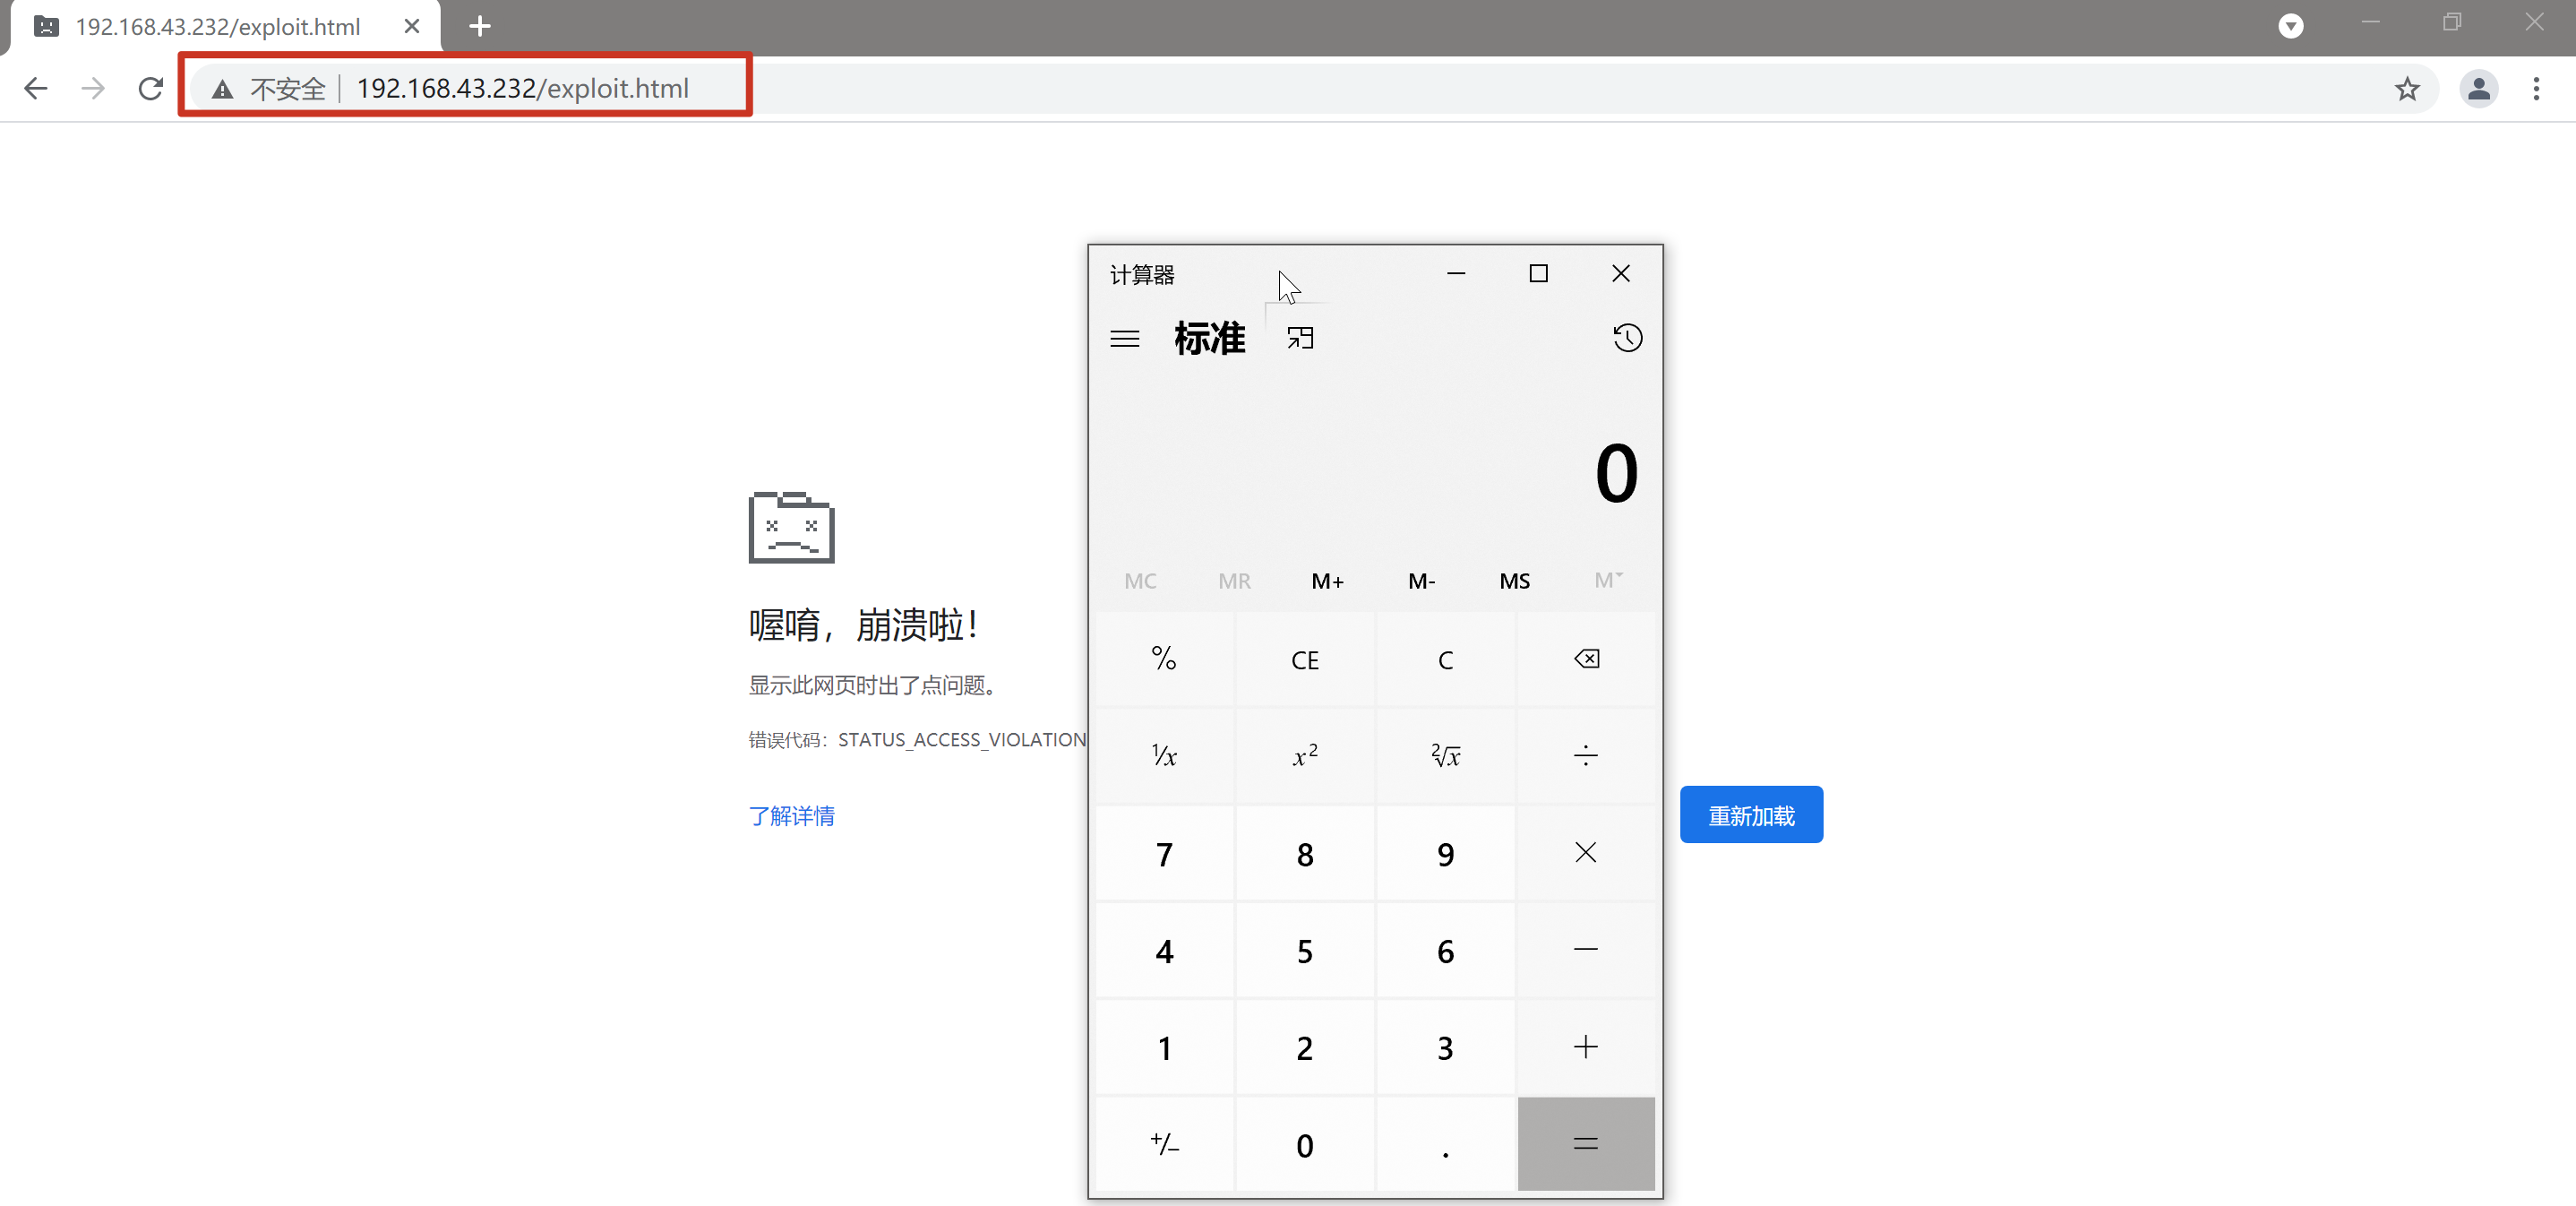 192.168.43.232/exploit.html
不安全 192.168.43.232/exploit.html
计算器
标准
0
MC MR M+ M- MS M
% CE C
¹/x x² ²√x ÷
7 8 9 ×
4 5 6 −
1 2 3 +
+/− 0 . =
喔唷，崩溃啦！
显示此网页时出了点问题。
错误代码：STATUS_ACCESS_VIOLATION
了解详情
重新加载